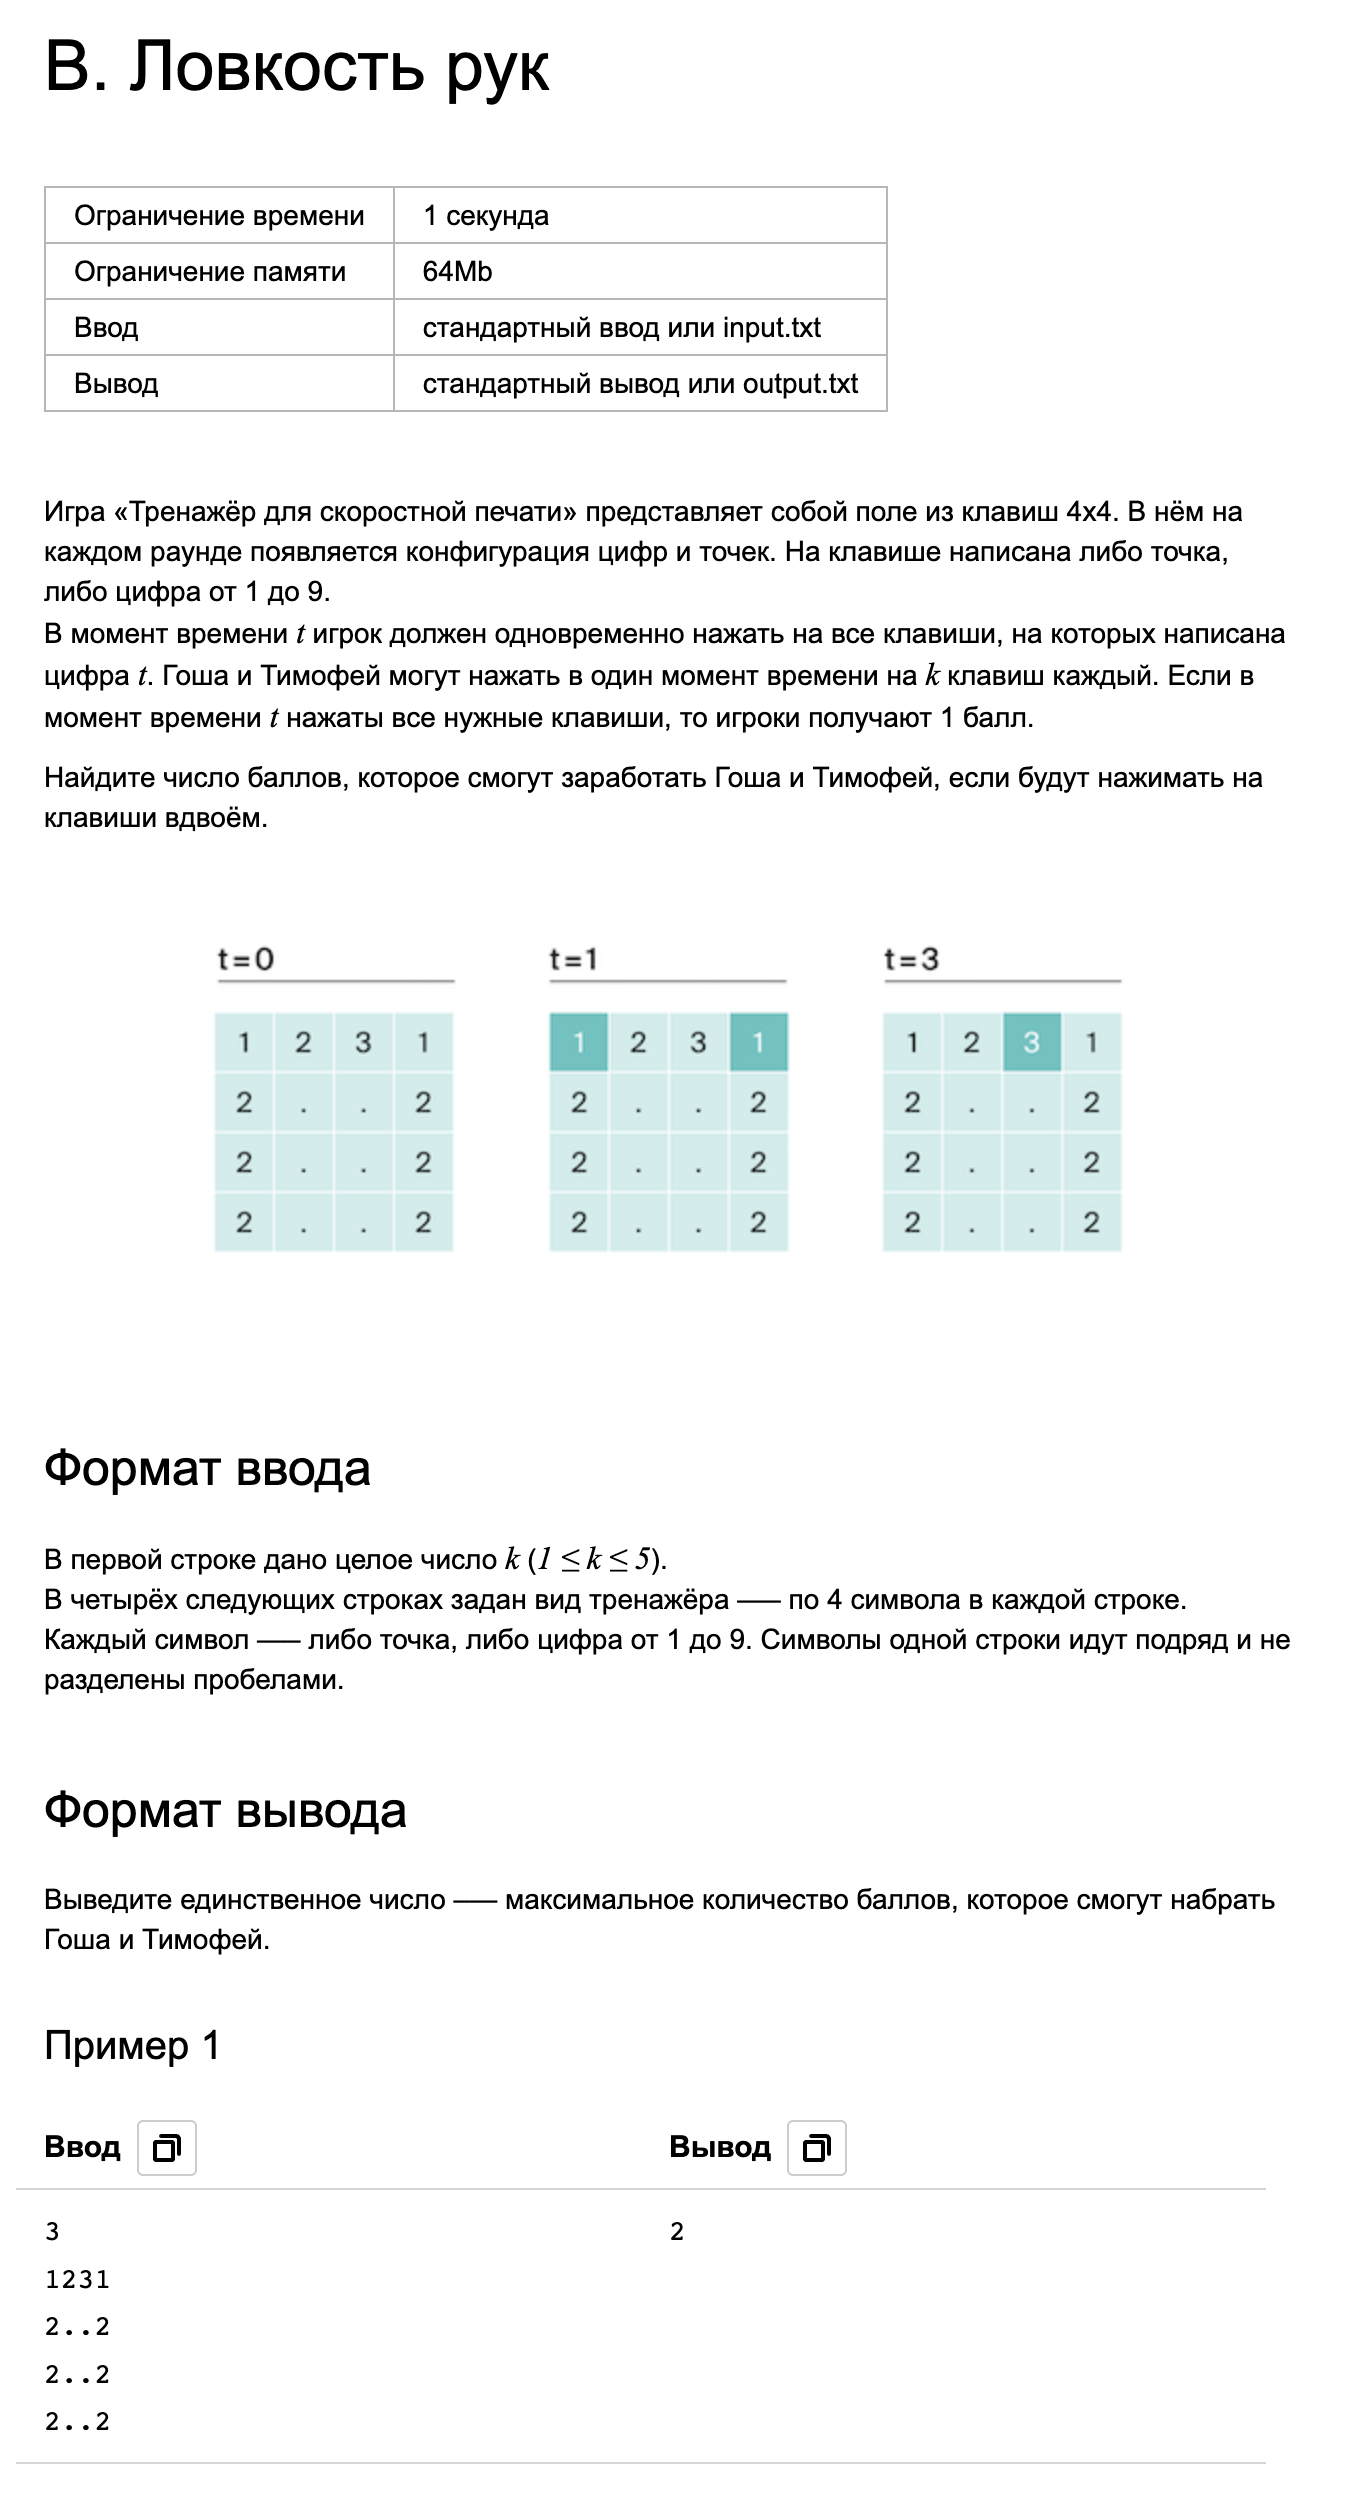 B. Ловкость рук
Ограничение времени 1 секунда
Ограничение памяти 64Mb
Ввод стандартный ввод или input.txt
Вывод стандартный вывод или output.txt
Игра «Тренажёр для скоростной печати» представляет собой поле из клавиш 4x4. В нём на
каждом раунде появляется конфигурация цифр и точек. На клавише написана либо точка,
либо цифра от 1 до 9.
В момент времени t игрок должен одновременно нажать на все клавиши, на которых написана
цифра t. Гоша и Тимофей могут нажать в один момент времени на k клавиш каждый. Если в
момент времени t нажаты все нужные клавиши, то игроки получают 1 балл.
Найдите число баллов, которое смогут заработать Гоша и Тимофей, если будут нажимать на
клавиши вдвоём.
t=0 t=1 t=3
1 2 3 1 1 2 3 1 1 2 3 1
2 . . 2 2 . . 2 2 . . 2
2 . . 2 2 . . 2 2 . . 2
2 . . 2 2 . . 2 2 . . 2
Формат ввода
В первой строке дано целое число k (1 ≤ k ≤ 5).
В четырёх следующих строках задан вид тренажёра –— по 4 символа в каждой строке.
Каждый символ –— либо точка, либо цифра от 1 до 9. Символы одной строки идут подряд и не
разделены пробелами.
Формат вывода
Выведите единственное число –— максимальное количество баллов, которое смогут набрать
Гоша и Тимофей.
Пример 1
Ввод Вывод
3 2
1231
2..2
2..2
2..2